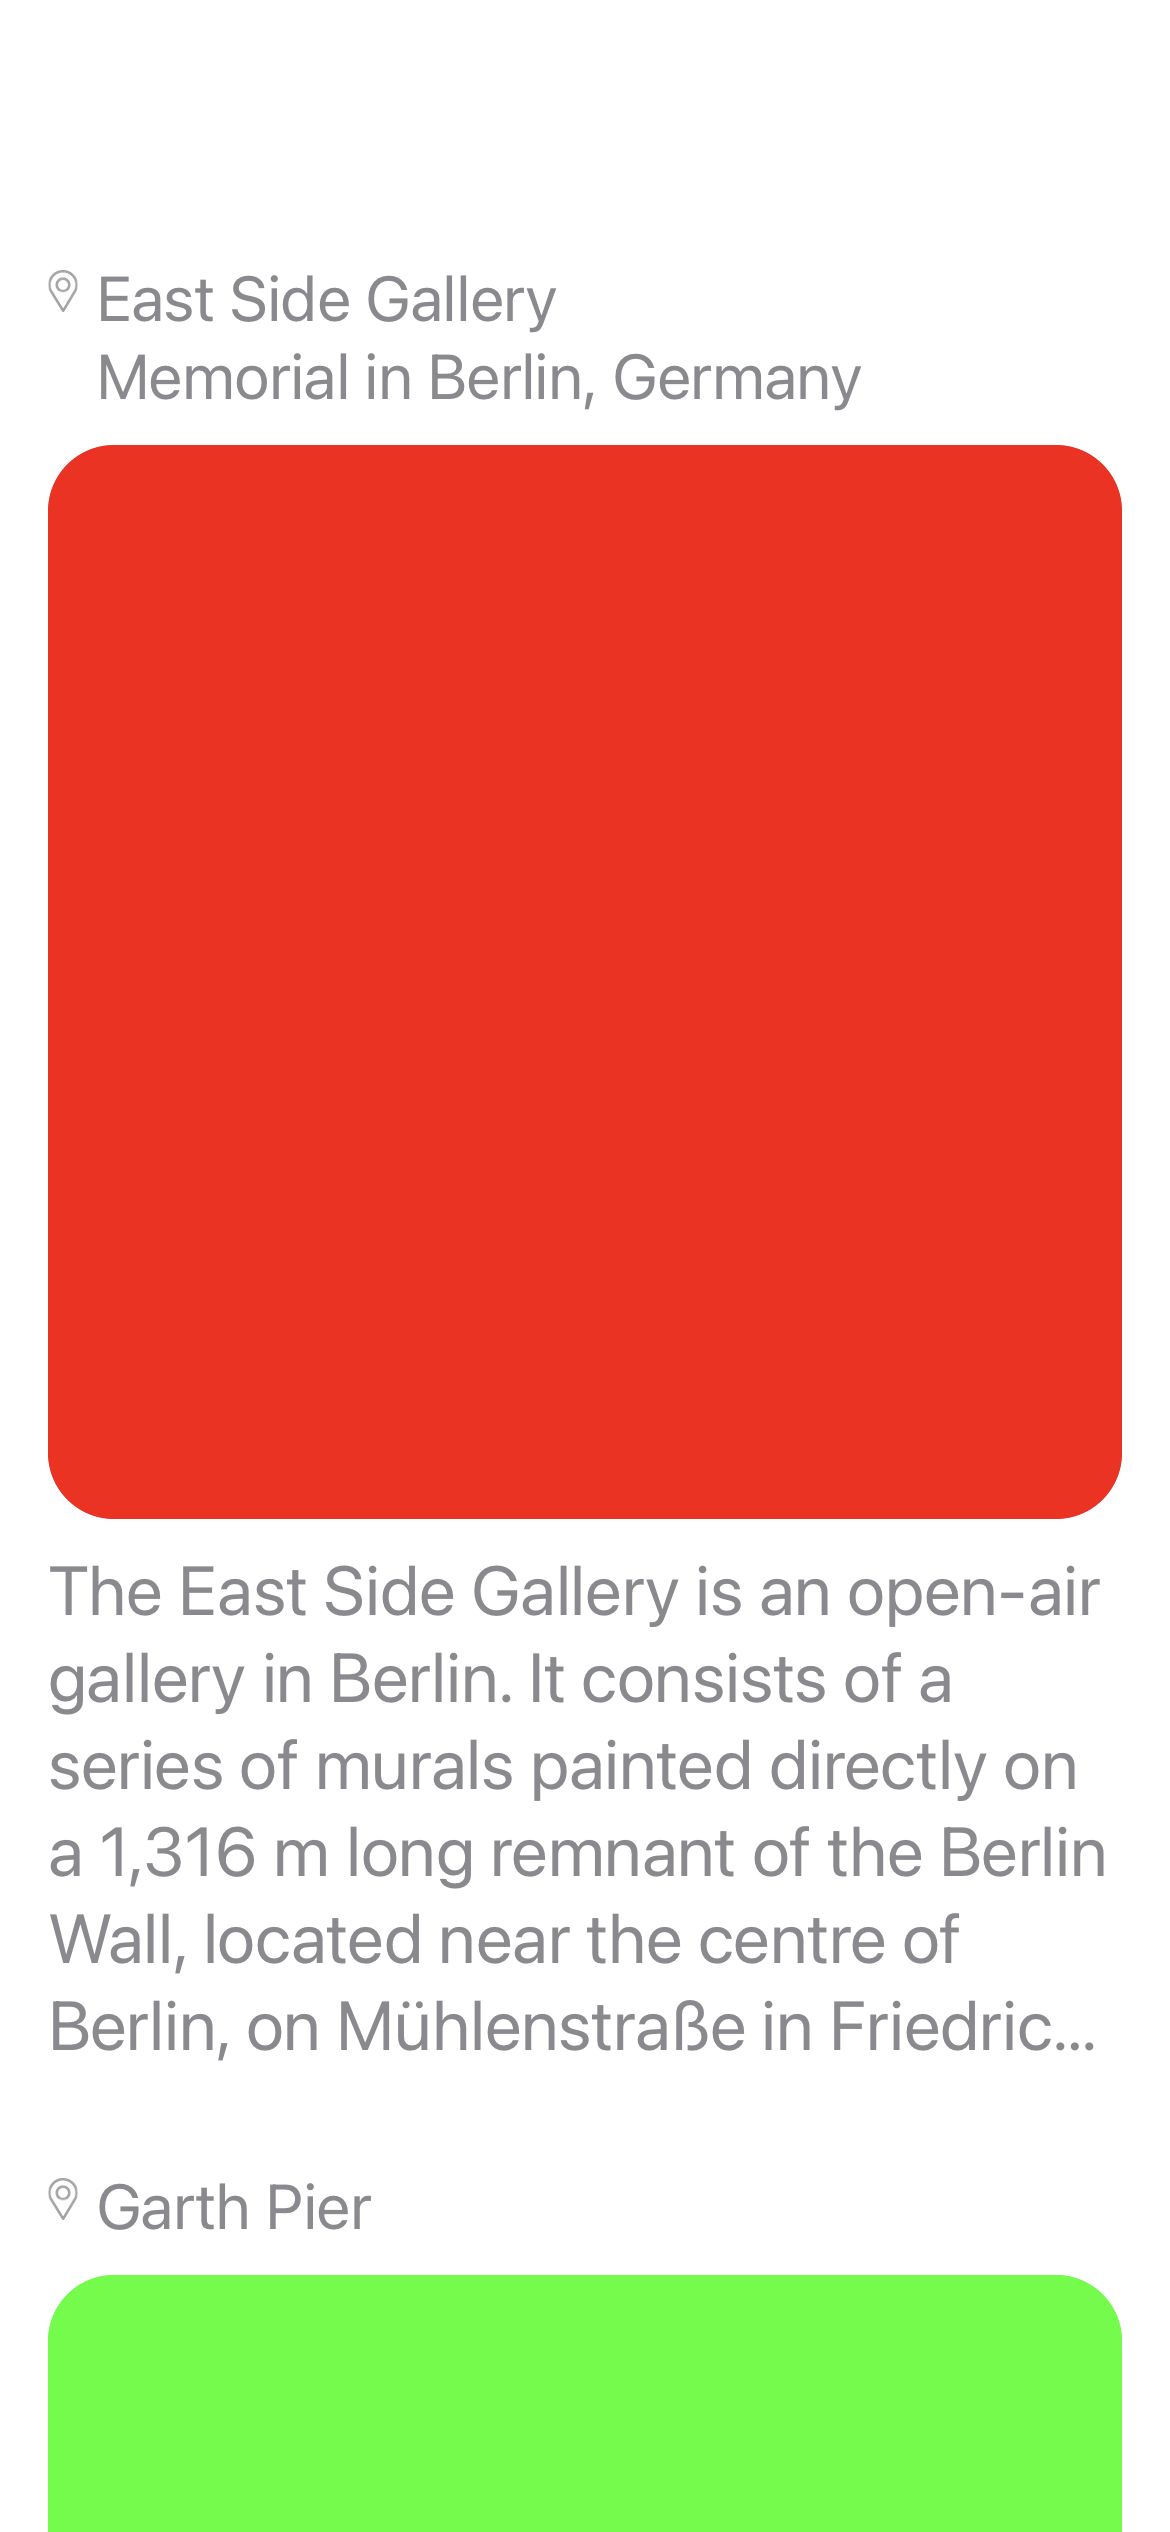 East Side Gallery
Memorial in Berlin, Germany
The East Side Gallery is an open-air
gallery in Berlin. It consists of a
series of murals painted directly on
a 1,316 m long remnant of the Berlin
Wall, located near the centre of
Berlin, on Mühlenstraße in Friedric…
Garth Pier